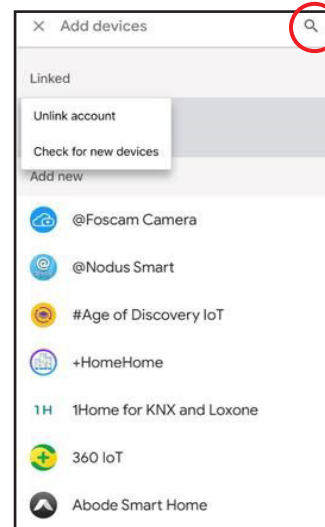 Add devices
Linked
Unlink account
Check for new devices
Add new
@Foscam Camera
@Nodus Smart
#Age of Discovery IoT
+HomeHome
1H 1Home for KNX and Loxone
360 IoT
Abode Smart Home